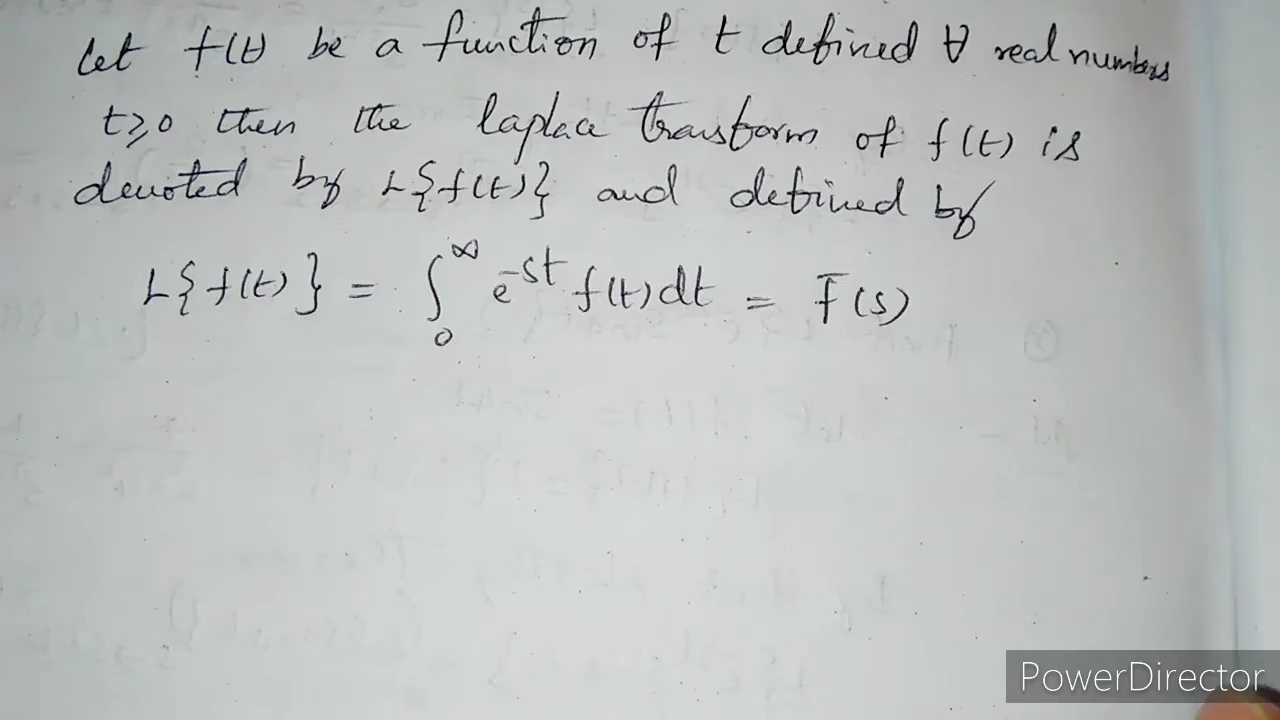 Let f(t) be a function of t defined ∀ real numbers
t≥0 then the laplace transform of f(t) is
denoted by L{f(t)} and defined by
L{f(t)} = ∫₀^∞ e^-st f(t) dt = F̅(s)
PowerDirector